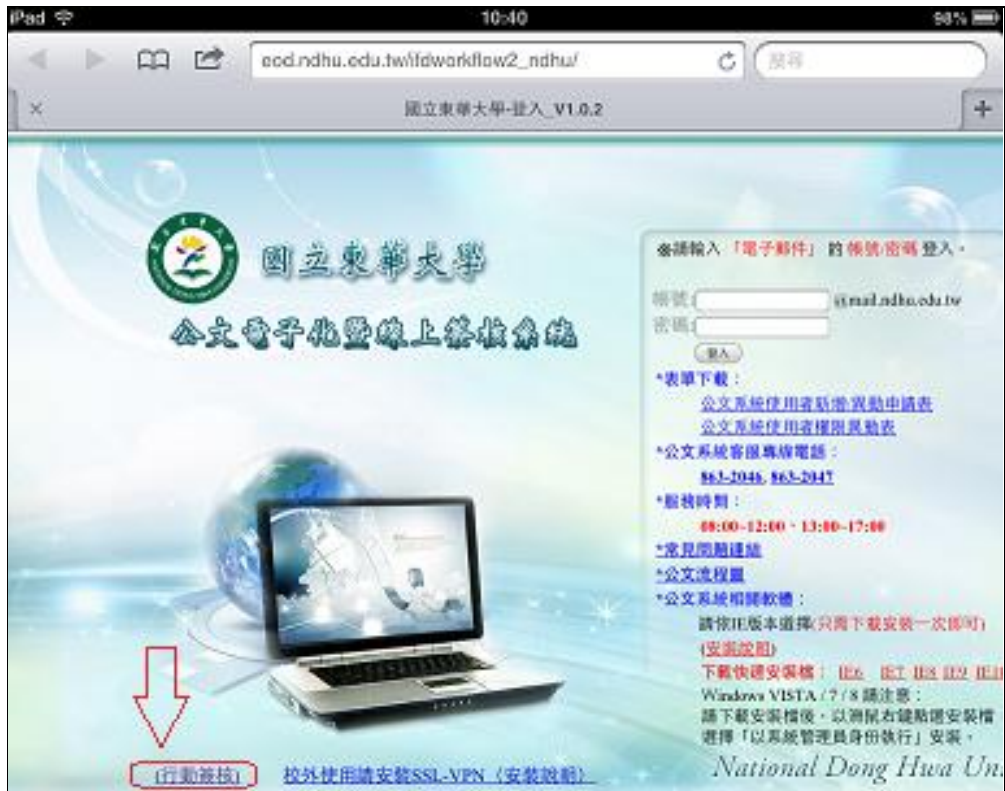 iPad 10:40 98%
eod.ndhu.edu.tw/ifdworkflow2_ndhu/ 搜尋
國立東華大學-登入_V1.0.2
國立東華大學
公文電子化暨線上簽核系統
※請輸入「電子郵件」的 帳號/密碼 登入。
帳號: @mail.ndhu.edu.tw
密碼:
登入
*表單下載：
公文系統使用者新增/異動申請表
公文系統使用者權限異動表
*公文系統客服專線電話：
863-2046, 863-2047
*服務時間：
08:00~12:00、13:00~17:00
*常見問題連結
*公文流程圖
*公文系統相關軟體：
請依IE版本選擇(只需下載安裝一次即可)
(安裝說明)
下載快速安裝檔： IE6 IE7 IE8 IE9 IE10
Windows VISTA / 7 / 8 請注意：
請下載安裝檔後，以滑鼠右鍵點選安裝檔
選擇「以系統管理員身份執行」安裝。
(行動簽核) 校外使用請安裝SSL-VPN（安裝說明）
National Dong Hwa Un